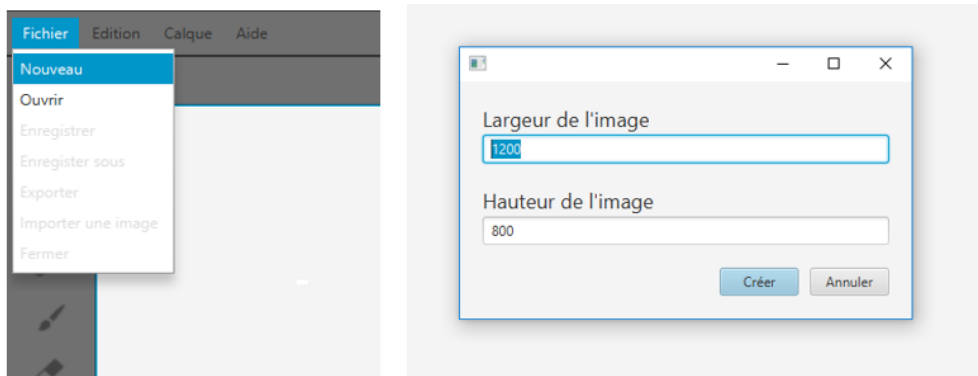 Fichier Edition Calque Aide
Nouveau
Ouvrir
Enregistrer
Enregister sous
Exporter
Importer une image
Fermer
Largeur de l'image
1200
Hauteur de l'image
800
Créer Annuler